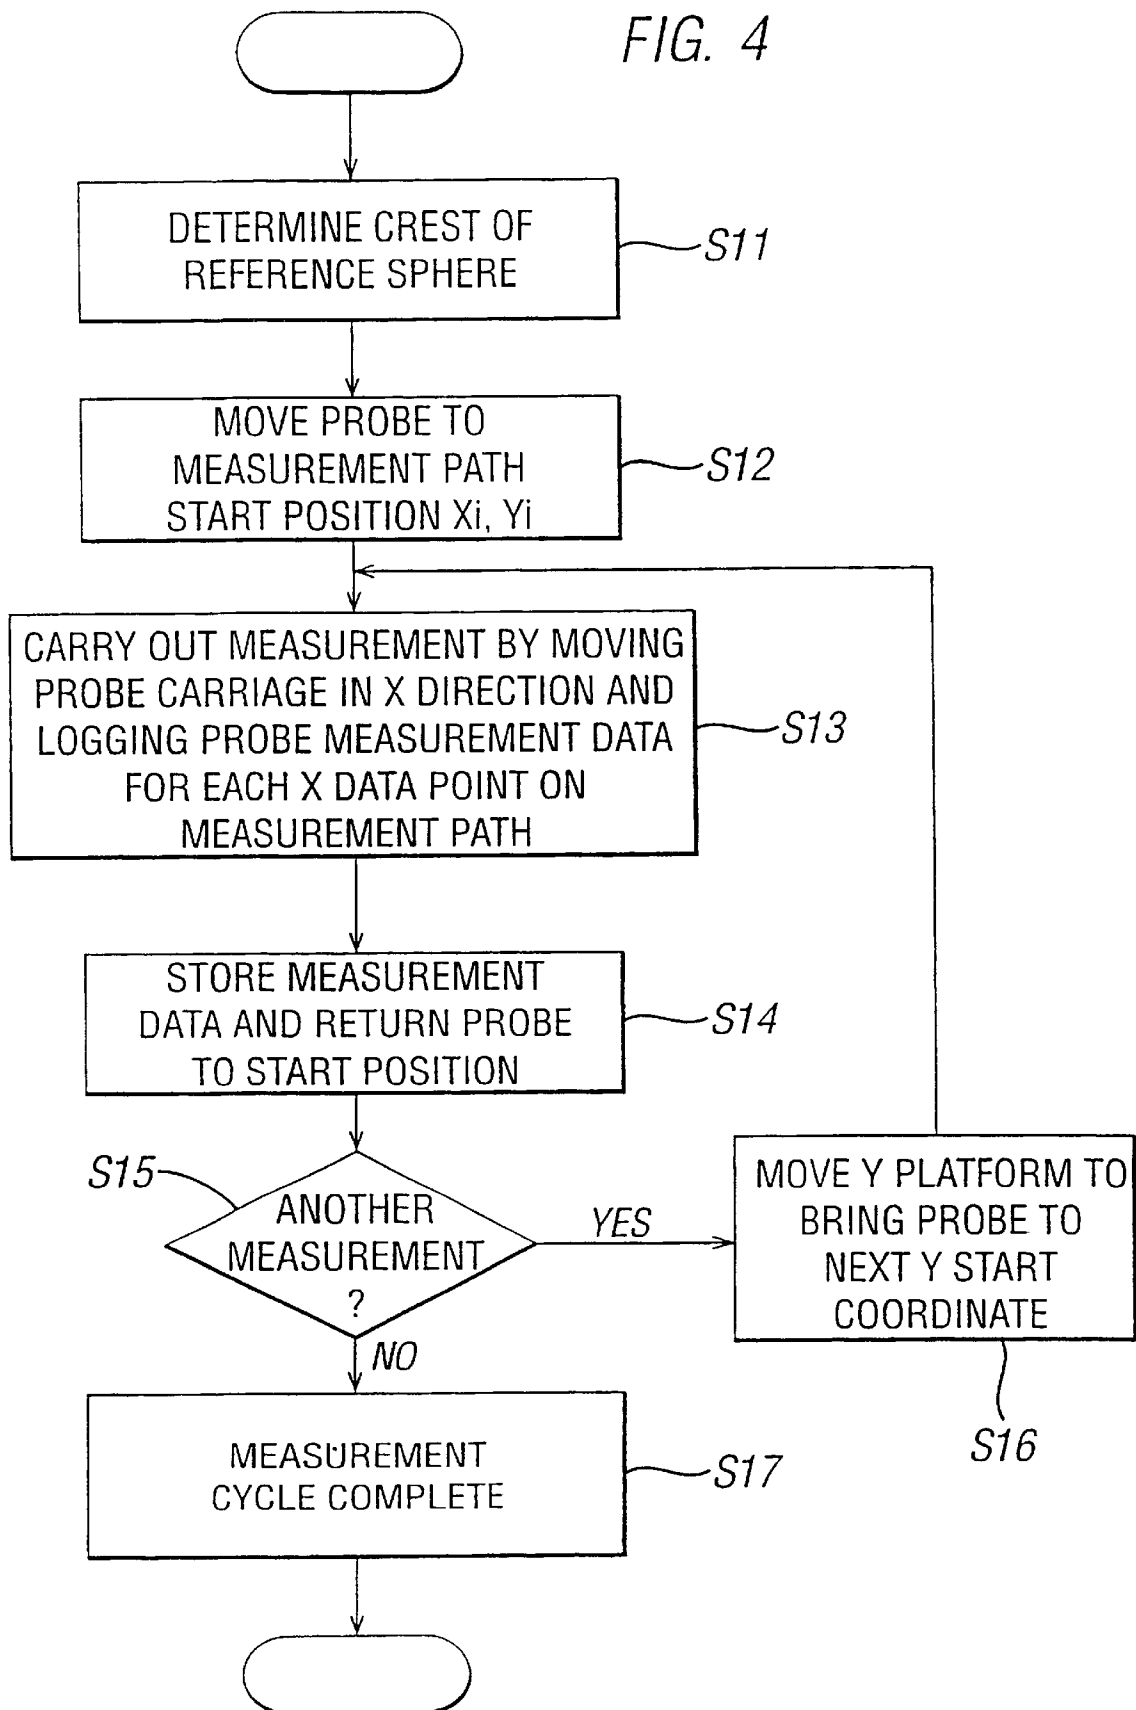 FIG. 4
DETERMINE CREST OF
REFERENCE SPHERE
S11
MOVE PROBE TO
MEASUREMENT PATH
START POSITION Xi, Yi
S12
CARRY OUT MEASUREMENT BY MOVING
PROBE CARRIAGE IN X DIRECTION AND
LOGGING PROBE MEASUREMENT DATA
FOR EACH X DATA POINT ON
MEASUREMENT PATH
S13
STORE MEASUREMENT
DATA AND RETURN PROBE
TO START POSITION
S14
S15
ANOTHER
MEASUREMENT
?
YES
MOVE Y PLATFORM TO
BRING PROBE TO
NEXT Y START
COORDINATE
S16
NO
MEASUREMENT
CYCLE COMPLETE
S17